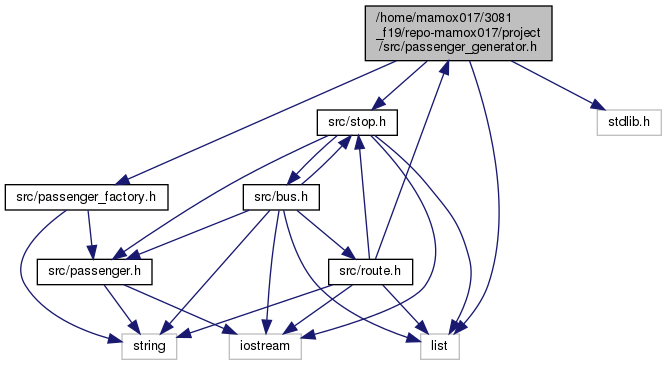 /home/mamox017/3081
_f19/repo-mamox017/project
/src/passenger_generator.h
src/stop.h
stdlib.h
src/passenger_factory.h
src/bus.h
src/passenger.h
src/route.h
string
iostream
list